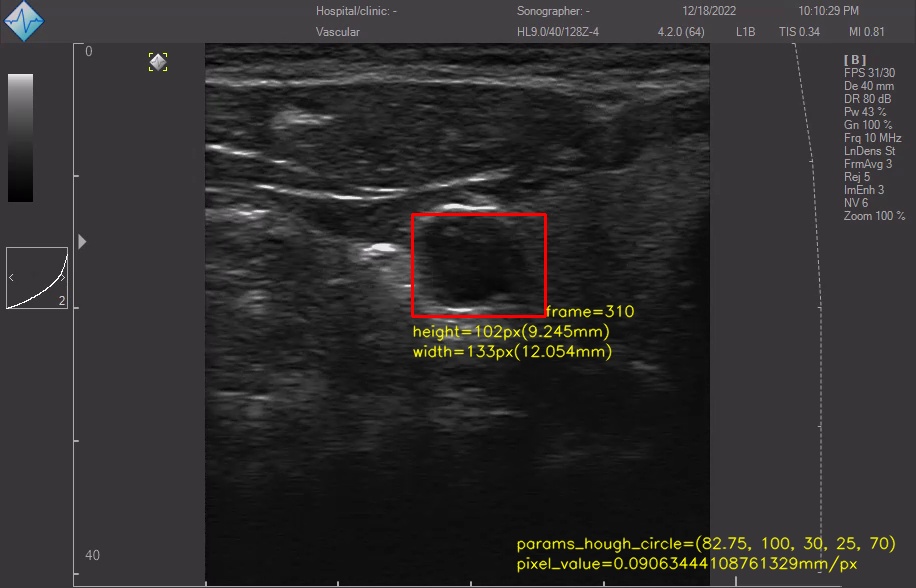 Hospital/clinic: - Sonographer: - 12/18/2022 10:10:29 PM
Vascular HL9.0/40/128Z-4 4.2.0 (64) L1B TIS 0.34 MI 0.81
0
[B]
FPS 31/30
De 40 mm
DR 80 dB
Pw 43 %
Gn 100 %
Frq 10 MHz
LnDens St
FrmAvg 3
Rej 5
ImEnh 3
NV 6
Zoom 100 %
2
frame=310
height=102px(9.245mm)
width=133px(12.054mm)
params_hough_circle=(82.75, 100, 30, 25, 70)
40
pixel_value=0.09063444108761329mm/px